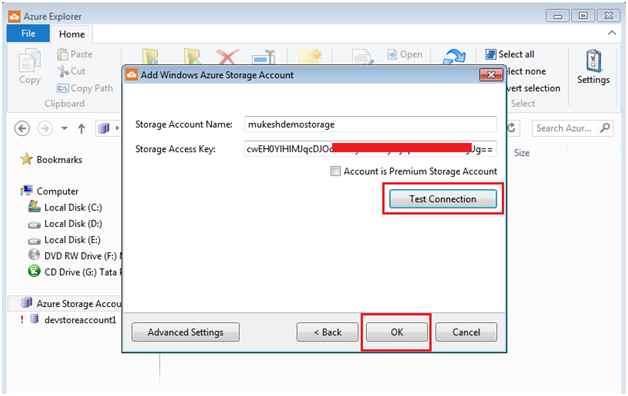 Azure Explorer
File
Home
Paste
Cut
Copy Path
Copy
Clipboard
Open
Select all
elect none
vert selection
Select
Settings
Search Azur...
Size
Bookmarks
Computer
Local Disk (C:)
Local Disk (D:)
Local Disk (E:)
DVD RW Drive (F:)
CD Drive (G:) Tata
Azure Storage Accou
! devstoreaccount1
Add Windows Azure Storage Account
Storage Account Name: mukeshdemostorage
Storage Access Key:
Jg==
Account is Premium Storage Account
Test Connection
Advanced Settings
< Back
OK
Cancel